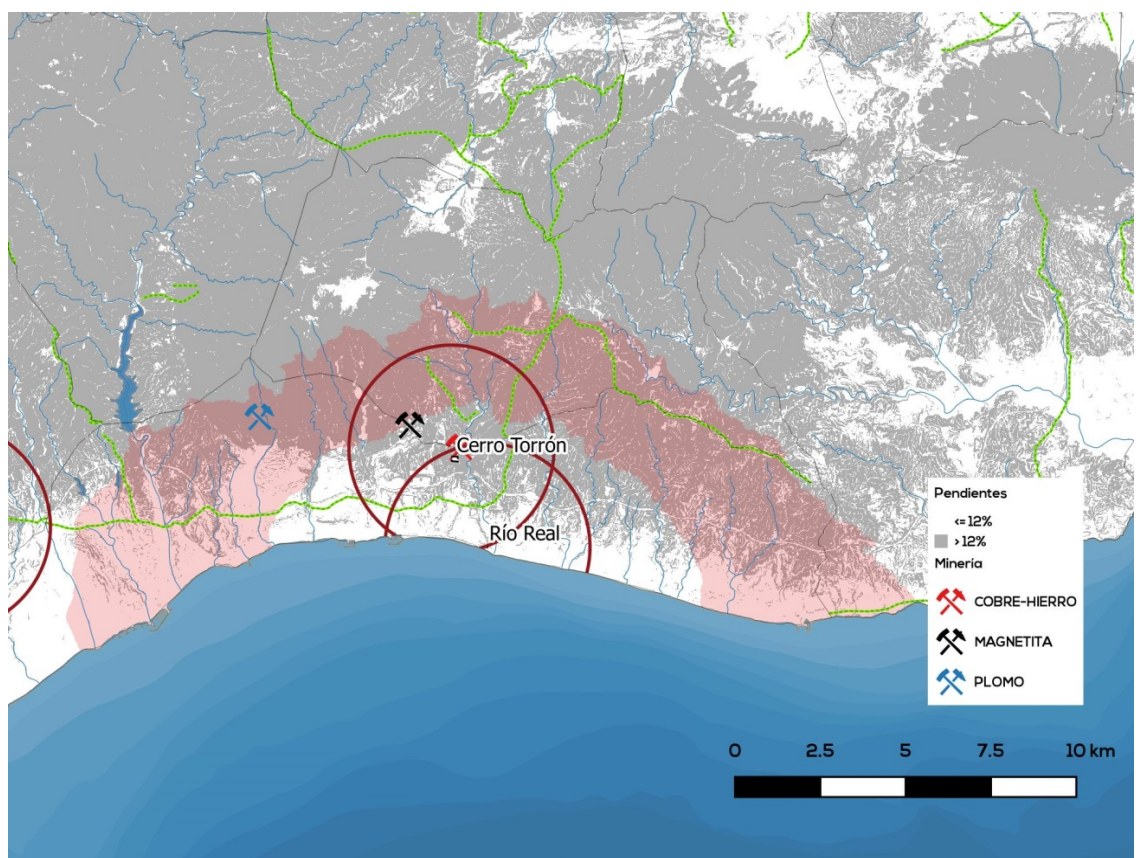 Cerro Torrón
Río Real
Pendientes
<= 12%
> 12%
Minería
COBRE-HIERRO
MAGNETITA
PLOMO
0 2.5 5 7.5 10 km